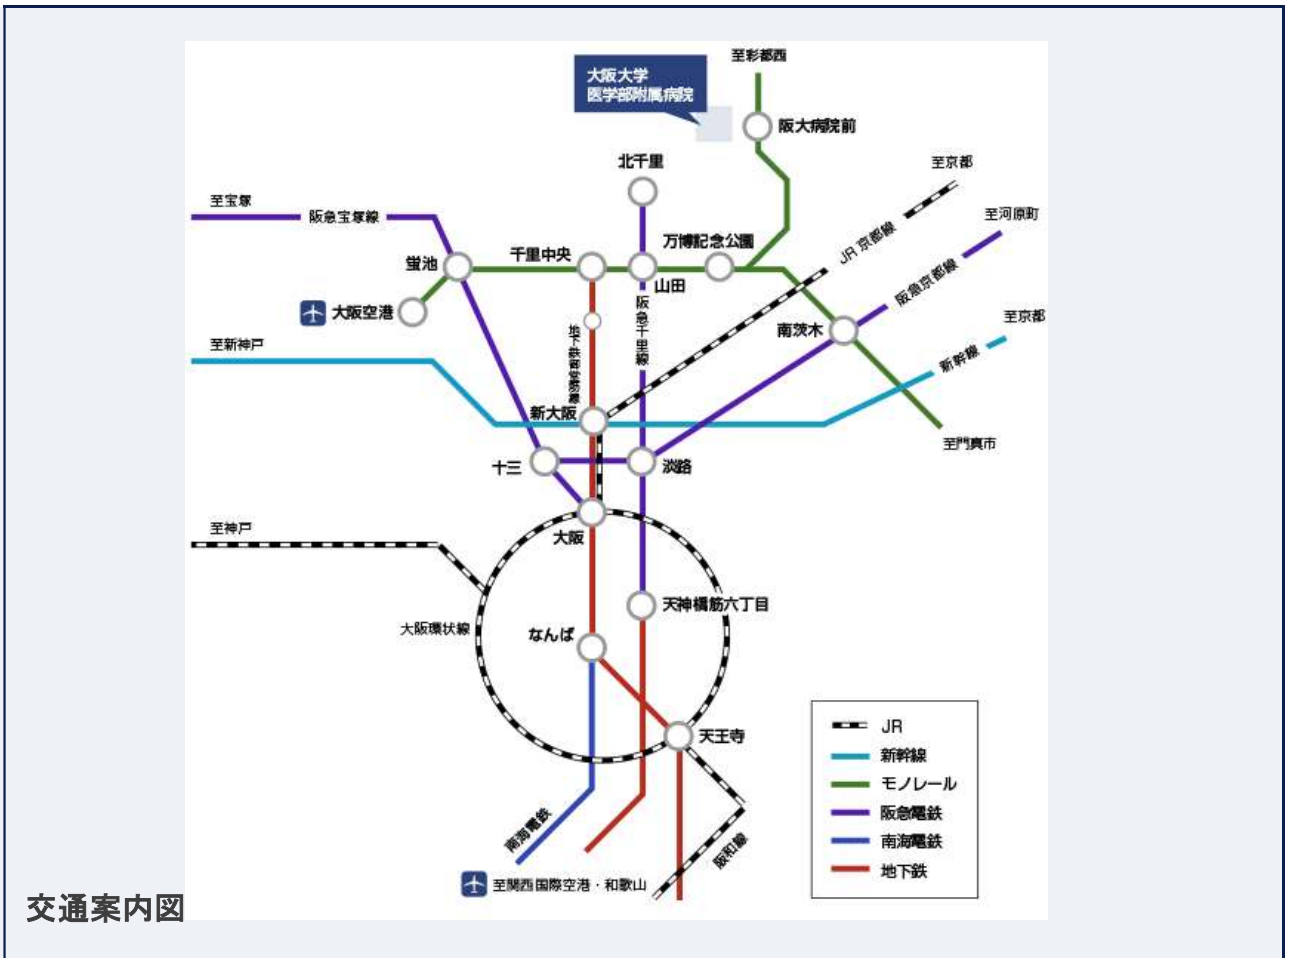 至彩都西
大阪大学
医学部附属病院
阪大病院前
北千里
至京都
至宝塚
阪急宝塚線
至河原町
万博記念公園
千里中央
蛍池
JR 京都線
山田
阪急京都線
大阪空港
阪急千里線
至京都
南茨木
至新神戸
地下鉄御堂筋線
新幹線
新大阪
至門真市
十三
淡路
至神戸
大阪
天神橋筋六丁目
大阪環状線
なんば
天王寺
JR
新幹線
モノレール
阪急電鉄
南海電鉄
地下鉄
南海電鉄
阪和線
至関西国際空港・和歌山
交通案内図